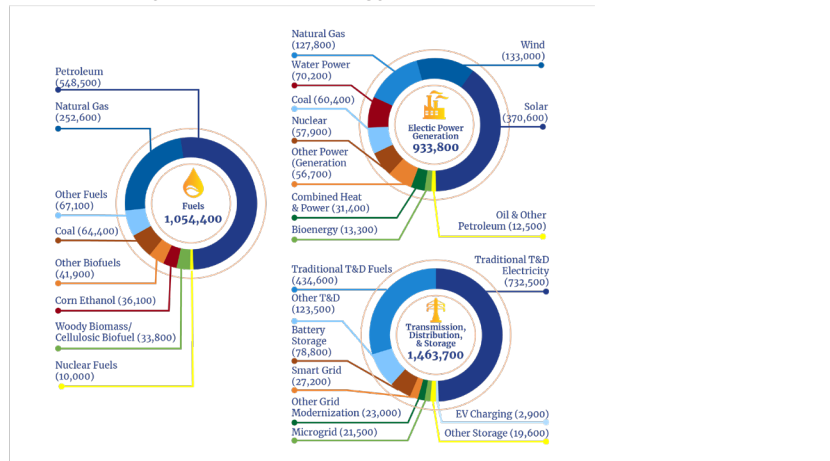 Petroleum
(548,500)
Natural Gas
(252,600)
Other Fuels
(67,100)
Coal (64,400)
Other Biofuels
(41,900)
Corn Ethanol (36,100)
Woody Biomass/
Cellulosic Biofuel (33,800)
Nuclear Fuels
(10,000)
Fuels
1,054,400
Natural Gas
(127,800)
Water Power
(70,200)
Coal (60,400)
Nuclear
(57,900)
Other Power
(Generation
(56,700)
Combined Heat
& Power (31,400)
Bioenergy (13,300)
Wind
(133,000)
Solar
(370,600)
Oil & Other
Petroleum (12,500)
Electic Power
Generation
933,800
Traditional T&D Fuels
(434,600)
Other T&D
(123,500)
Battery
Storage
(78,800)
Smart Grid
(27,200)
Other Grid
Modernization (23,000)
Microgrid (21,500)
Traditional T&D
Electricity
(732,500)
EV Charging (2,900)
Other Storage (19,600)
Transmission,
Distribution,
& Storage
1,463,700